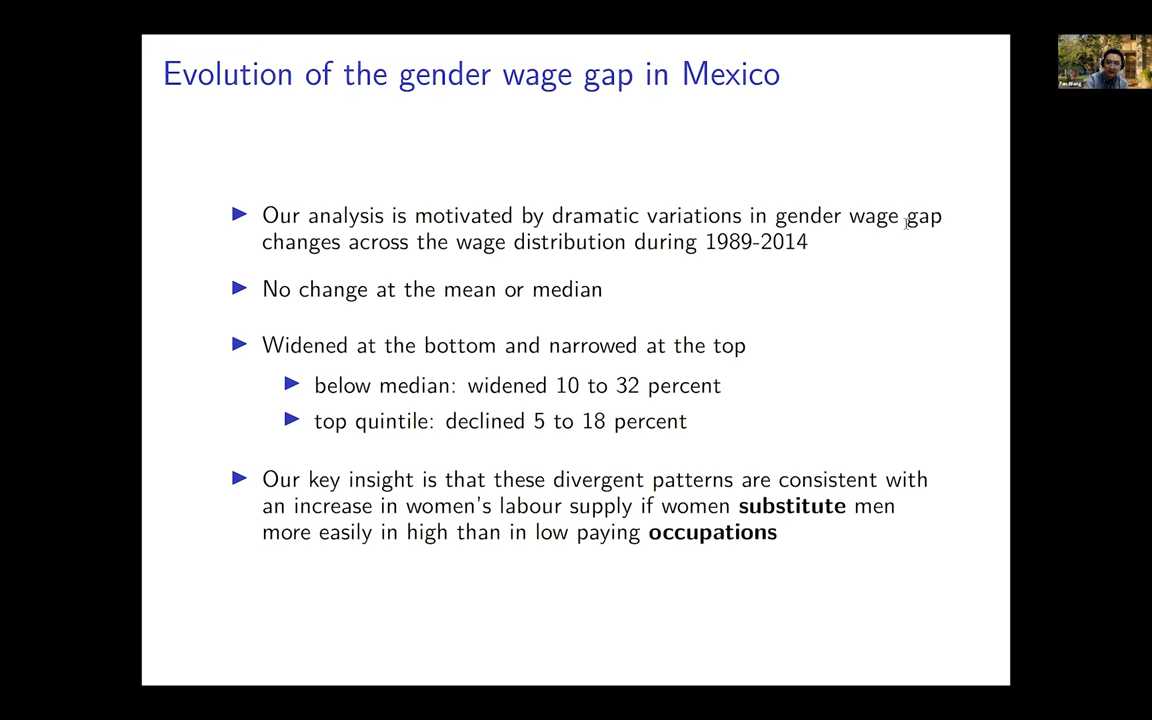 Evolution of the gender wage gap in Mexico
Our analysis is motivated by dramatic variations in gender wage gap
changes across the wage distribution during 1989-2014
No change at the mean or median
Widened at the bottom and narrowed at the top
below median: widened 10 to 32 percent
top quintile: declined 5 to 18 percent
Our key insight is that these divergent patterns are consistent with
an increase in women's labour supply if women substitute men
more easily in high than in low paying occupations
Fan Wang